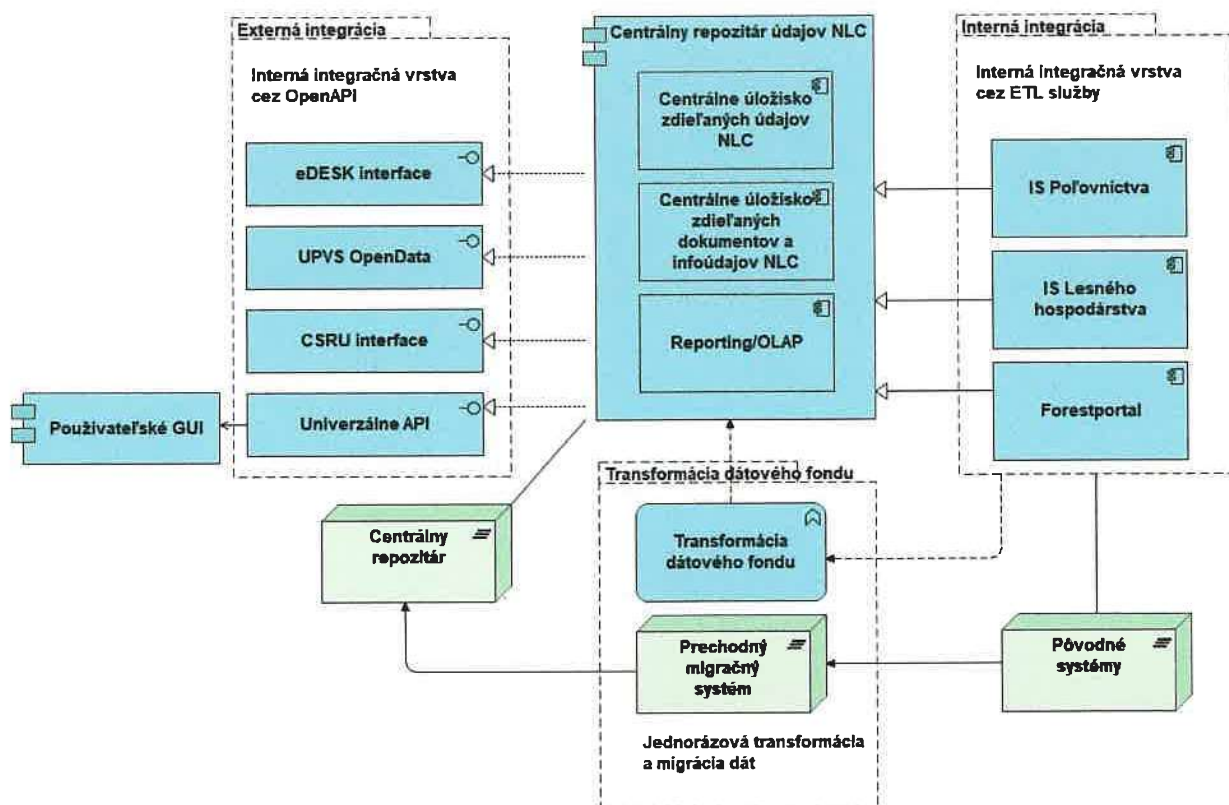 Externá integrácia
Interná integračná vrstva
cez OpenAPI
eDESK interface
UPVS OpenData
CSRU interface
Univerzálne API
Používateľské GUI
Centrálny repozitár údajov NLC
Centrálne úložisko
zdieľaných údajov
NLC
Centrálne úložisko
zdieľaných
dokumentov a
infoúdajov NLC
Reporting/OLAP
Interná integrácia
Interná integračná vrstva
cez ETL služby
IS Poľovníctva
IS Lesného
hospodárstva
Forestportal
Transformácia dátového fondu
Transformácia
dátového fondu
Centrálny
repozitár
Prechodný
migračný
systém
Pôvodné
systémy
Jednorázová transformácia
a migrácia dát